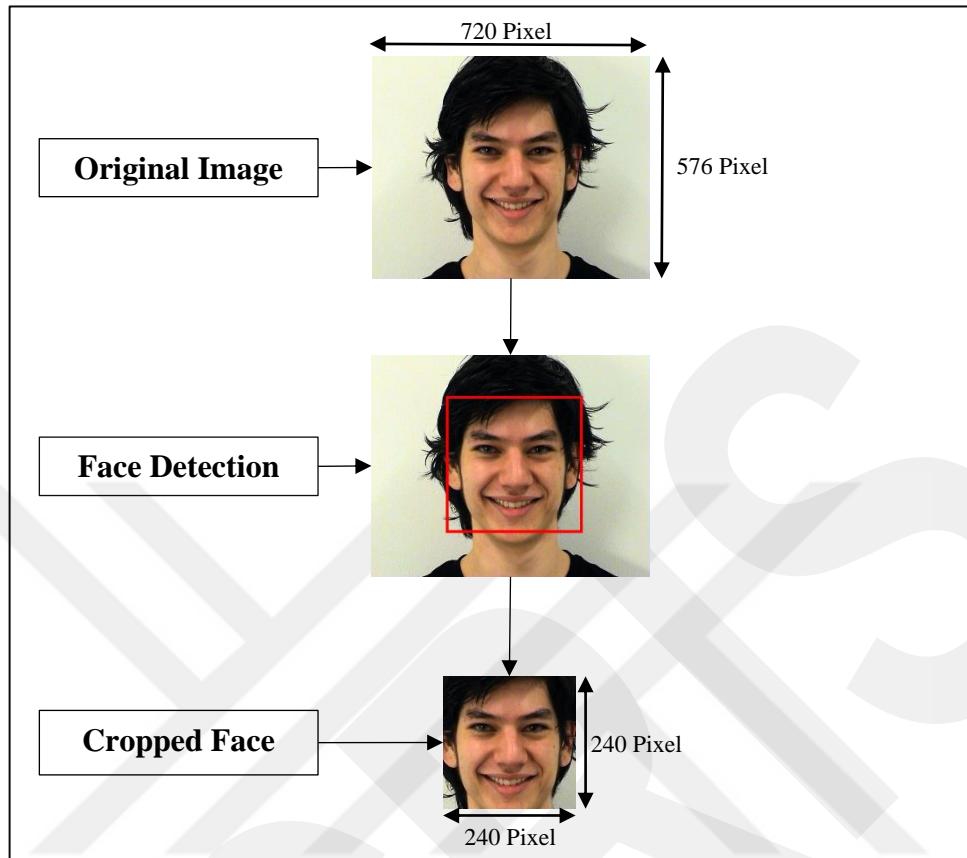 720 Pixel
Original Image
576 Pixel
Face Detection
Cropped Face
240 Pixel
240 Pixel